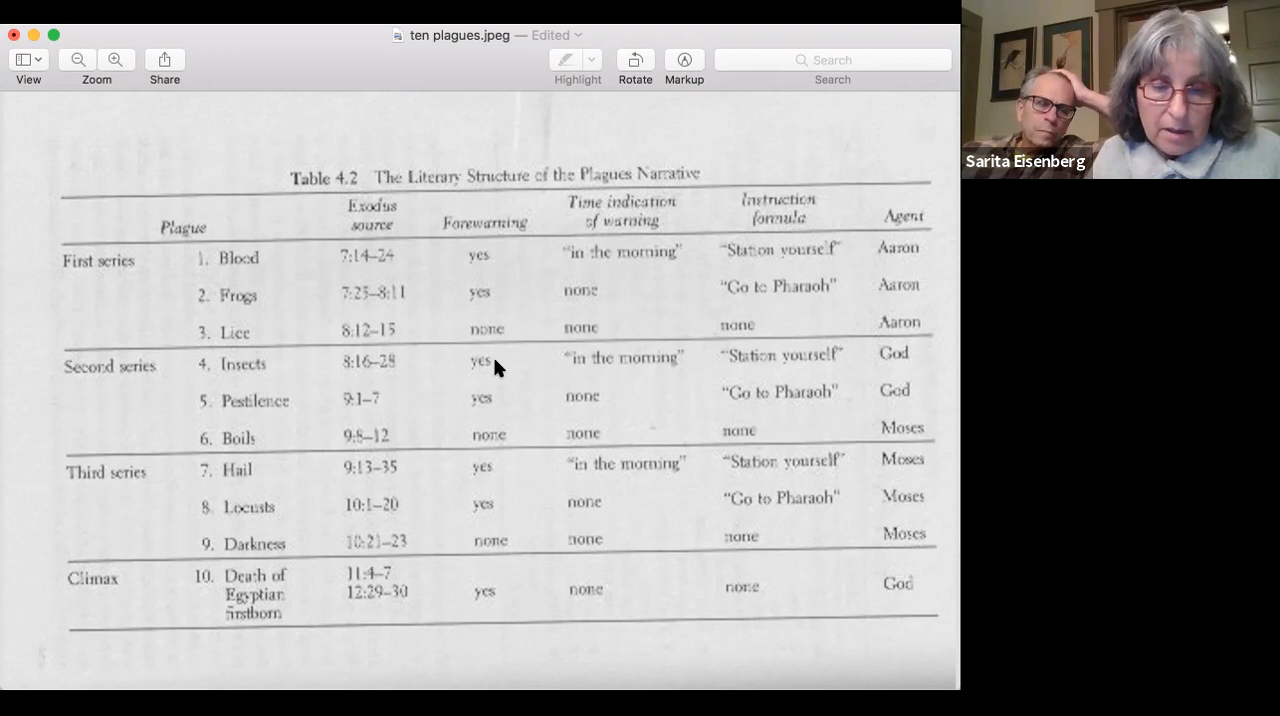 ten plagues.jpeg — Edited
View Zoom Share Highlight Rotate Markup Search
Search
Sarita Eisenberg
Table 4.2 The Literary Structure of the Plagues Narrative
Plague Exodus source Forewarning Time indication of warning Instruction formula Agent
First series 1. Blood 7:14–24 yes "in the morning" "Station yourself" Aaron
2. Frogs 7:25–8:11 yes none "Go to Pharaoh" Aaron
3. Lice 8:12–15 none none none Aaron
Second series 4. Insects 8:16–28 yes "in the morning" "Station yourself" God
5. Pestilence 9:1–7 yes none "Go to Pharaoh" God
6. Boils 9:8–12 none none none Moses
Third series 7. Hail 9:13–35 yes "in the morning" "Station yourself" Moses
8. Locusts 10:1–20 yes none "Go to Pharaoh" Moses
9. Darkness 10:21–23 none none none Moses
Climax 10. Death of Egyptian firstborn 11:4–7 12:29–30 yes none none God